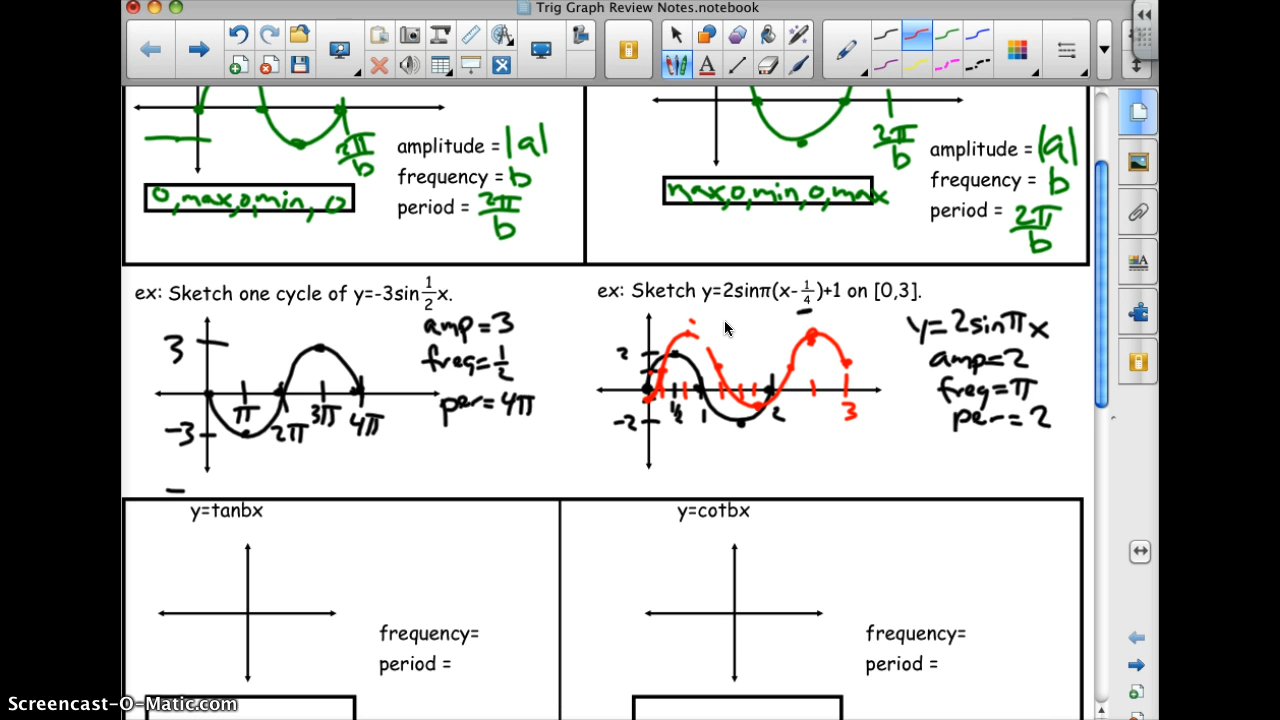 Trig Graph Review Notes.notebook
2π/b
amplitude = |a|
frequency = b
period = 2π/b
0,max,0,min, 0
2π/b
amplitude = |a|
frequency = b
period = 2π/b
max,0,min,0,max
ex: Sketch one cycle of y=-3sin 1/2 x.
amp=3
freq=1/2
per=4π
3
-3
π
2π
3π
4π
ex: Sketch y=2sinπ(x- 1/4)+1 on [0,3].
y=2sinπx
amp=2
freq=π
per=2
2
-2
1/2
1
2
3
y=tanbx
frequency=
period =
y=cotbx
frequency=
period =
Screencast-O-Matic.com